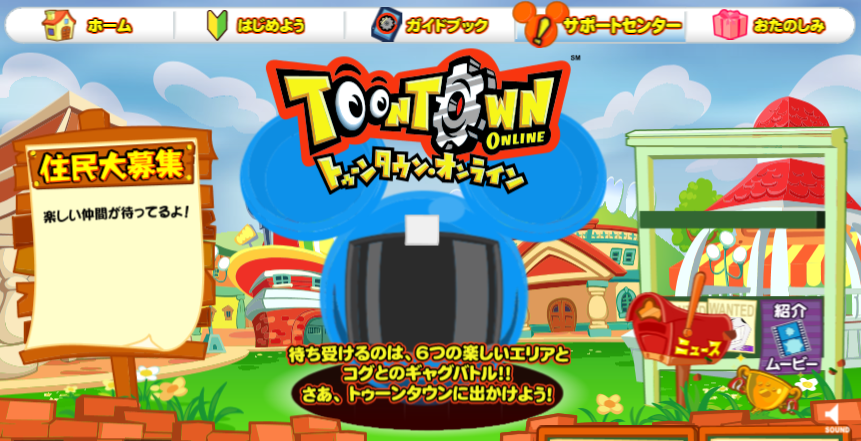 ホーム
はじめよう
ガイドブック
サポートセンター
おたのしみ
TOONTOWN
SM
ONLINE
トゥーンタウン・オンライン
住民大募集
楽しい仲間が待ってるよ!
WANTED
紹介
ムービー
ニュース
待ち受けるのは、6つの楽しいエリアと
コグとのギャグバトル!!
さあ、トゥーンタウンに出かけよう!
SOUND